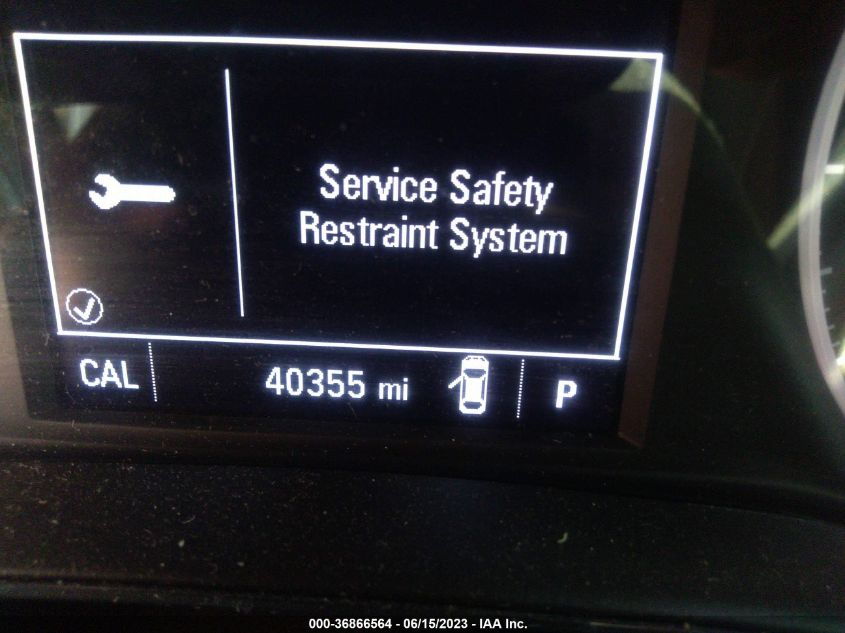 Service Safety
Restraint System
CAL
40355 mi
P
000-36866564 - 06/15/2023 - IAA Inc.